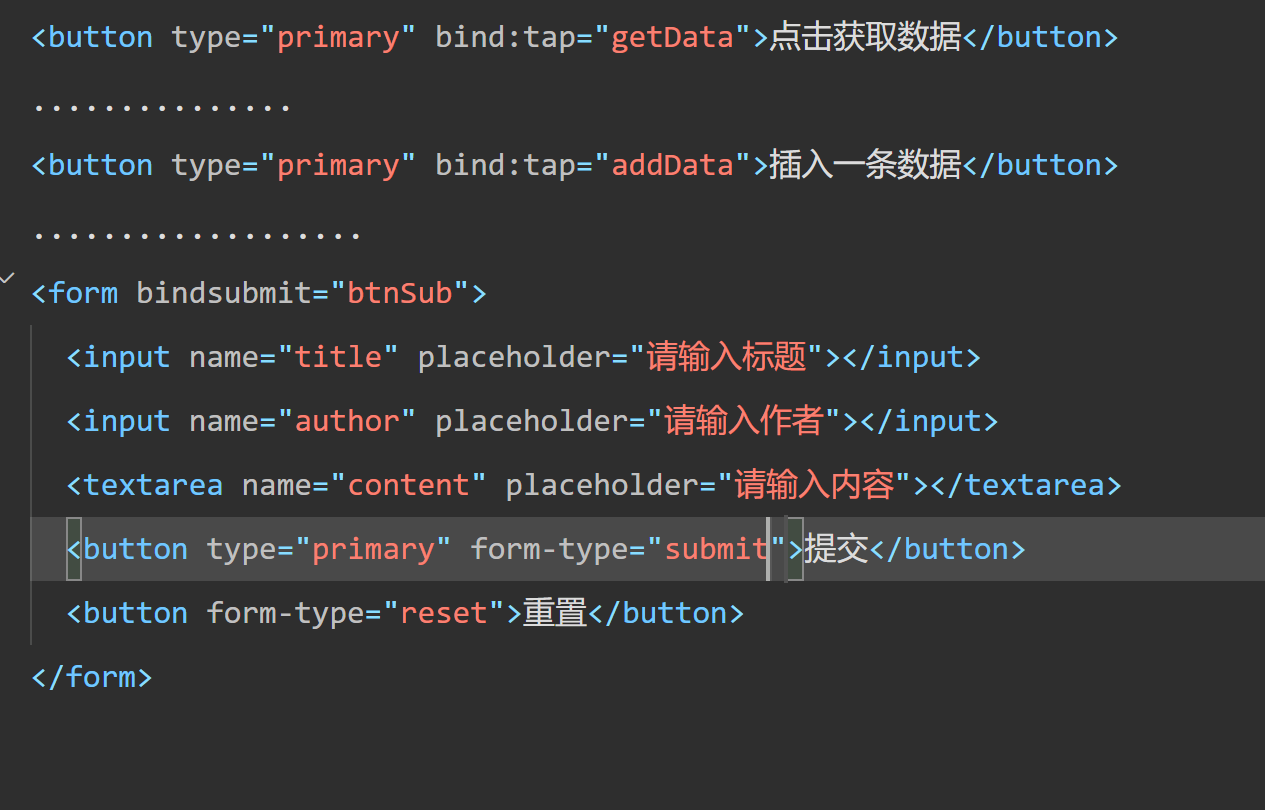 <button type="primary" bind:tap="getData">点击获取数据</button>
...............
<button type="primary" bind:tap="addData">插入一条数据</button>
...................
<form bindsubmit="btnSub">
<input name="title" placeholder="请输入标题"></input>
<input name="author" placeholder="请输入作者"></input>
<textarea name="content" placeholder="请输入内容"></textarea>
<button type="primary" form-type="submit">提交</button>
<button form-type="reset">重置</button>
</form>